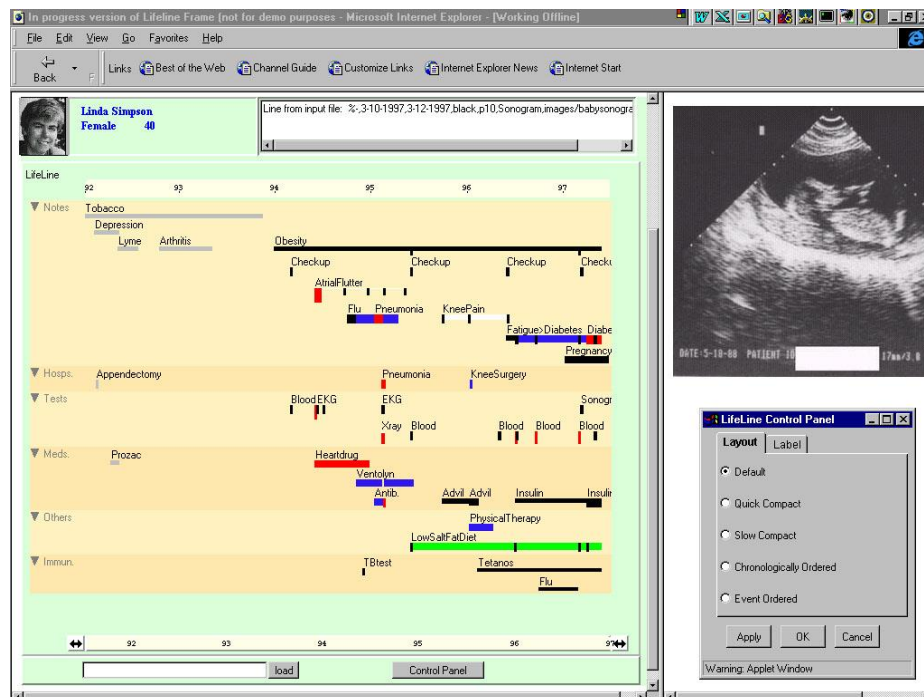 In progress version of Lifeline Frame (not for demo purposes - Microsoft Internet Explorer - [Working Offline]
File Edit View Go Favorites Help
Back F Links Best of the Web Channel Guide Customize Links Internet Explorer News Internet Start
Linda Simpson
Female 40
Line from input file: %-,3-10-1997,3-12-1997,black,p10,Sonogram,images/babysonogra
LifeLine
92 93 94 95 96 97
Notes Tobacco
Depression
Lyme Arthritis Obesity
Checkup Checkup Checkup Checku
AtrialFlutter
Flu Pneumonia KneePain
Fatigue>Diabetes Diabe
Pregnancy
Hosps. Appendectomy Pneumonia KneeSurgery
Tests Blood EKG EKG Sonogr
Xray Blood Blood Blood Blood
Meds. Prozac Heartdrug
Ventolyn
Antib. Advil Advil Insulin Insulin
Others PhysicalTherapy
LowSaltFatDiet
Immun. TBtest Tetanos
Flu
92 93 94 95 96 97
load Control Panel
DATE:5-10-88 PATIENT ID 17mm/3.0
LifeLine Control Panel
Layout Label
Default
Quick Compact
Slow Compact
Chronologically Ordered
Event Ordered
Apply OK Cancel
Warning: Applet Window